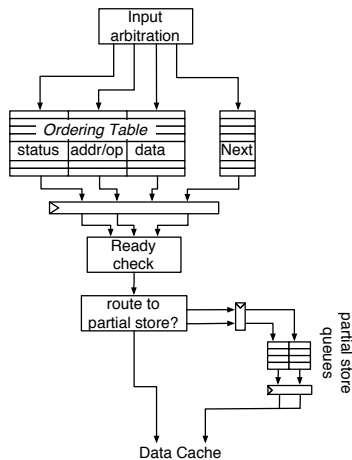 Input
arbitration
Ordering Table
status addr/op data
Next
Ready
check
route to
partial store?
partial store
queues
Data Cache